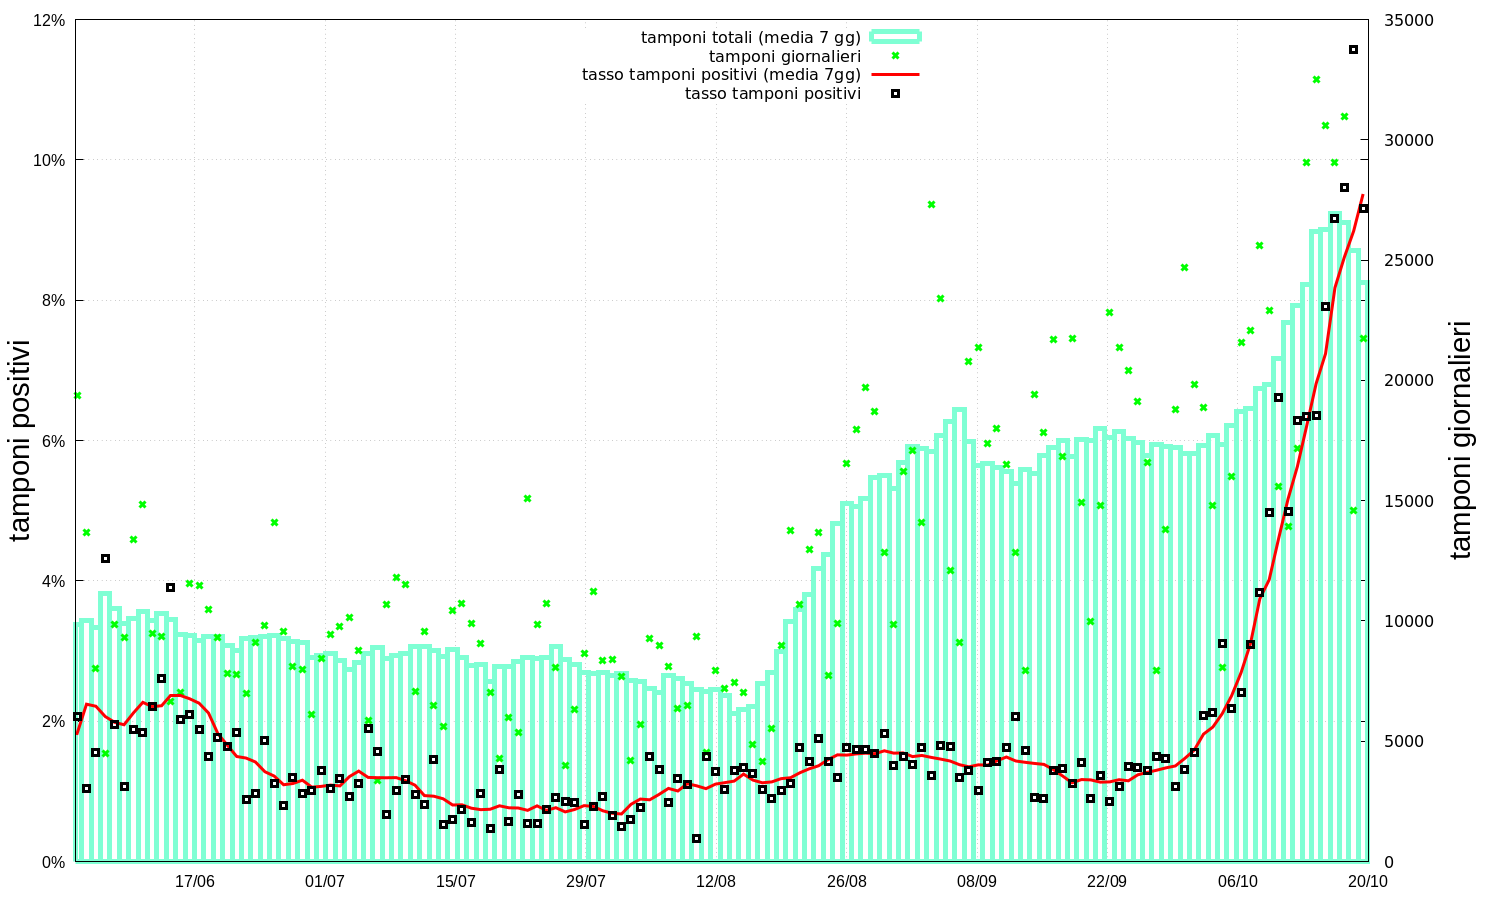 tamponi totali (media 7 gg)
tamponi giornalieri
tasso tamponi positivi (media 7gg)
tasso tamponi positivi
12%
10%
8%
6%
4%
2%
0%
tamponi positivi
35000
30000
25000
20000
15000
10000
5000
0
tamponi giornalieri
17/06 01/07 15/07 29/07 12/08 26/08 08/09 22/09 06/10 20/10